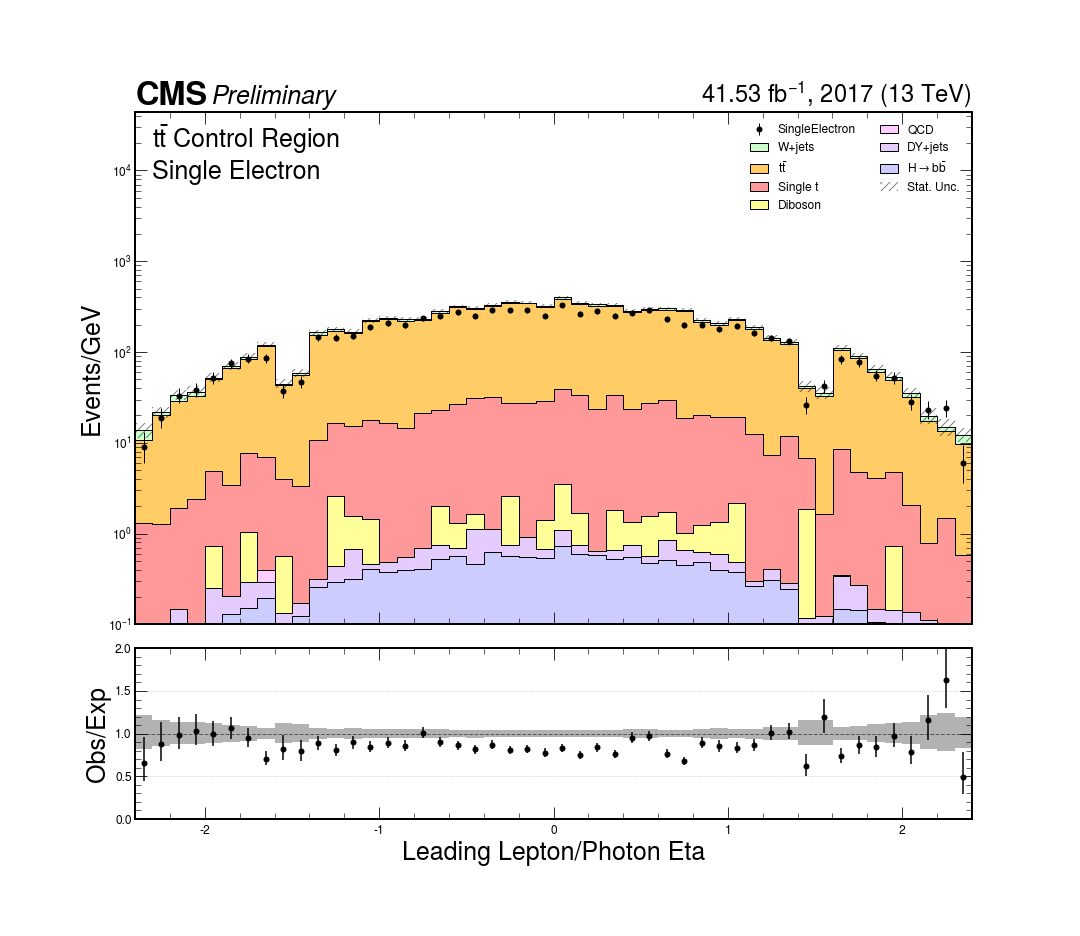 CMS Preliminary 41.53 fb⁻¹, 2017 (13 TeV)
tt̄ Control Region
Single Electron
SingleElectron
W+jets
tt̄
Single t
Diboson
QCD
DY+jets
H→bb̄
Stat. Unc.
Events/GeV
10⁴
10³
10²
10¹
10⁰
10⁻¹
Obs/Exp
2.0
1.5
1.0
0.5
0.0
-2 -1 0 1 2
Leading Lepton/Photon Eta